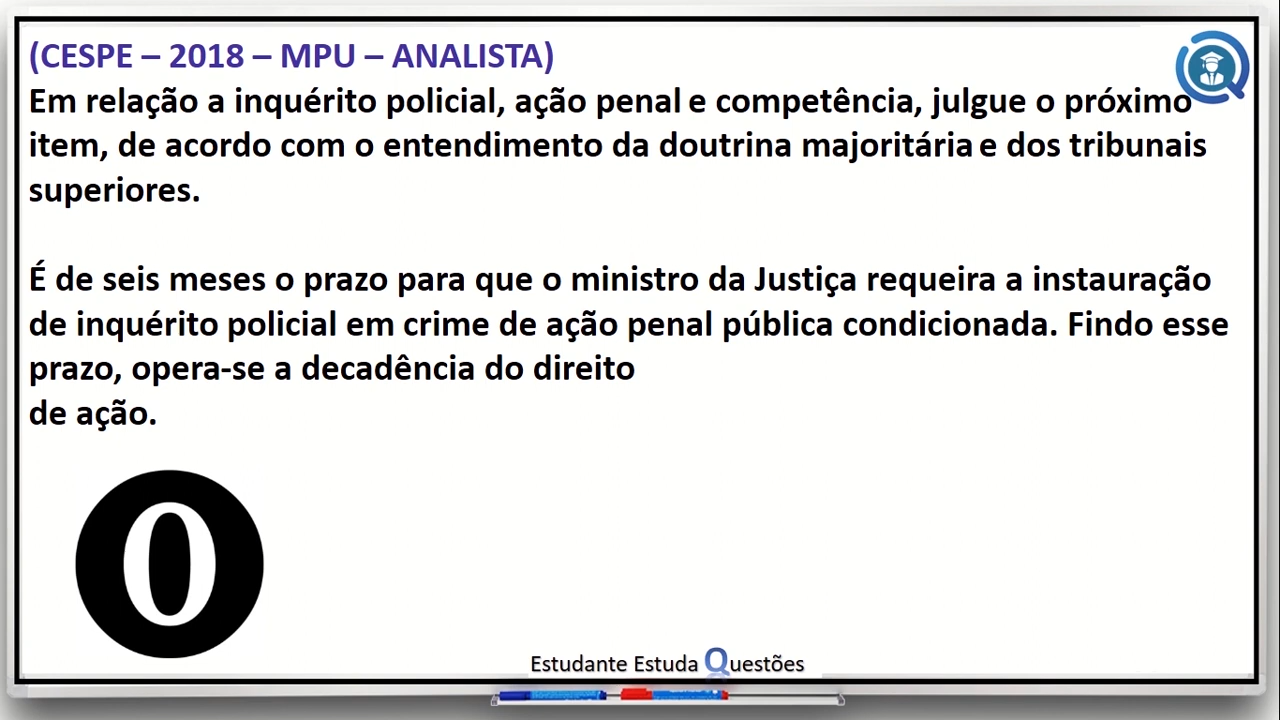 (CESPE – 2018 – MPU – ANALISTA)
Em relação a inquérito policial, ação penal e competência, julgue o próximo
item, de acordo com o entendimento da doutrina majoritária e dos tribunais
superiores.
É de seis meses o prazo para que o ministro da Justiça requeira a instauração
de inquérito policial em crime de ação penal pública condicionada. Findo esse
prazo, opera-se a decadência do direito
de ação.
0
Estudante Estuda Questões